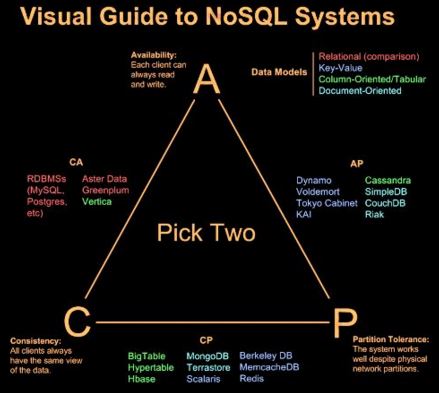 Visual Guide to NoSQL Systems
Availability:
Each client can
always read
and write.
A
Data Models
Relational (comparison)
Key-Value
Column-Oriented/Tabular
Document-Oriented
CA
RDBMSs
(MySQL,
Postgres,
etc)
Aster Data
Greenplum
Vertica
AP
Dynamo
Voldemort
Tokyo Cabinet
KAI
Cassandra
SimpleDB
CouchDB
Riak
Pick Two
C
Consistency:
All clients always
have the same view
of the data.
CP
BigTable
Hypertable
Hbase
MongoDB
Terrastore
Scalaris
Berkeley DB
MemcacheDB
Redis
P
Partition Tolerance:
The system works
well despite physical
network partitions.